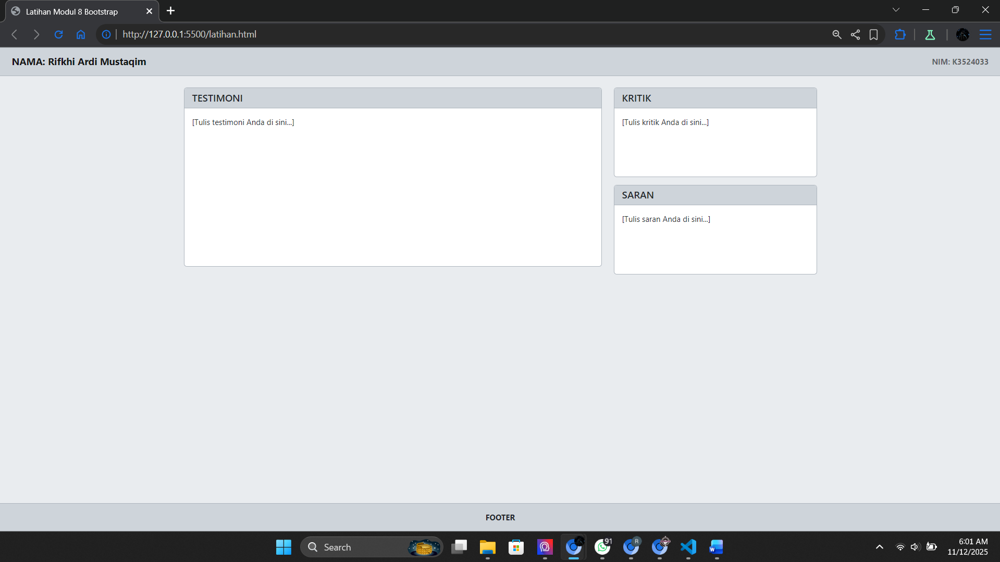 Latihan Modul 8 Bootstrap
http://127.0.0.1:5500/latihan.html
NAMA: Rifkhi Ardi Mustaqim
NIM: K3524033
TESTIMONI
[Tulis testimoni Anda di sini...]
KRITIK
[Tulis kritik Anda di sini...]
SARAN
[Tulis saran Anda di sini...]
FOOTER
Search
91
R
W
6:01 AM
11/12/2025